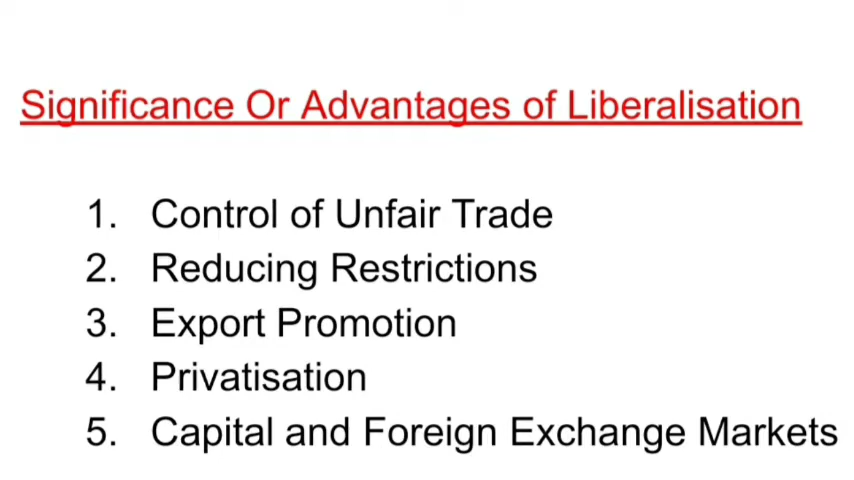 Significance Or Advantages of Liberalisation
1. Control of Unfair Trade
2. Reducing Restrictions
3. Export Promotion
4. Privatisation
5. Capital and Foreign Exchange Markets